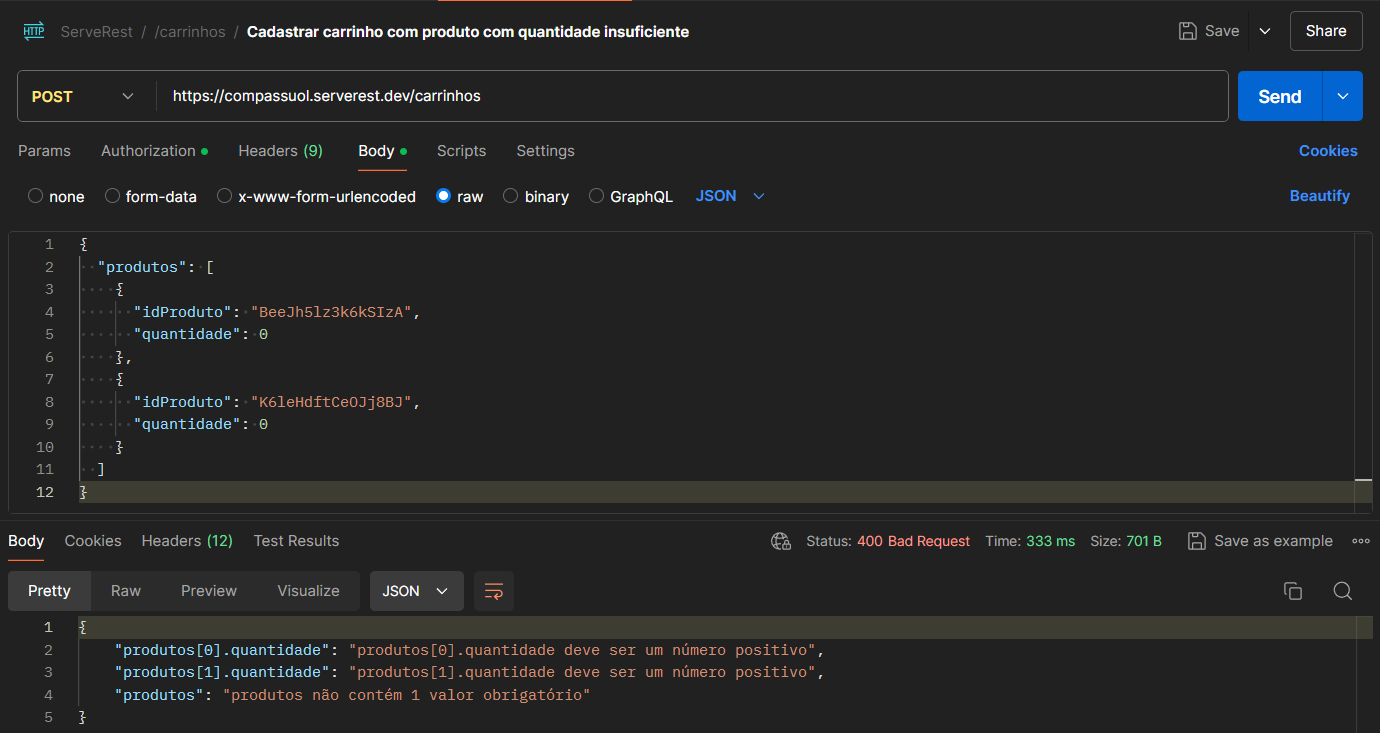 HTTP ServeRest / /carrinhos / Cadastrar carrinho com produto com quantidade insuficiente Save Share
POST https://compassuol.serverest.dev/carrinhos Send
Params Authorization Headers (9) Body Scripts Settings Cookies
none form-data x-www-form-urlencoded raw binary GraphQL JSON Beautify
1 {
2 "produtos": [
3 {
4 "idProduto": "BeeJh5lz3k6kSIzA",
5 "quantidade": 0
6 },
7 {
8 "idProduto": "K6leHdftCeOJj8BJ",
9 "quantidade": 0
10 }
11 ]
12 }
Body Cookies Headers (12) Test Results Status: 400 Bad Request Time: 333 ms Size: 701 B Save as example
Pretty Raw Preview Visualize JSON
1 {
2 "produtos[0].quantidade": "produtos[0].quantidade deve ser um número positivo",
3 "produtos[1].quantidade": "produtos[1].quantidade deve ser um número positivo",
4 "produtos": "produtos não contém 1 valor obrigatório"
5 }